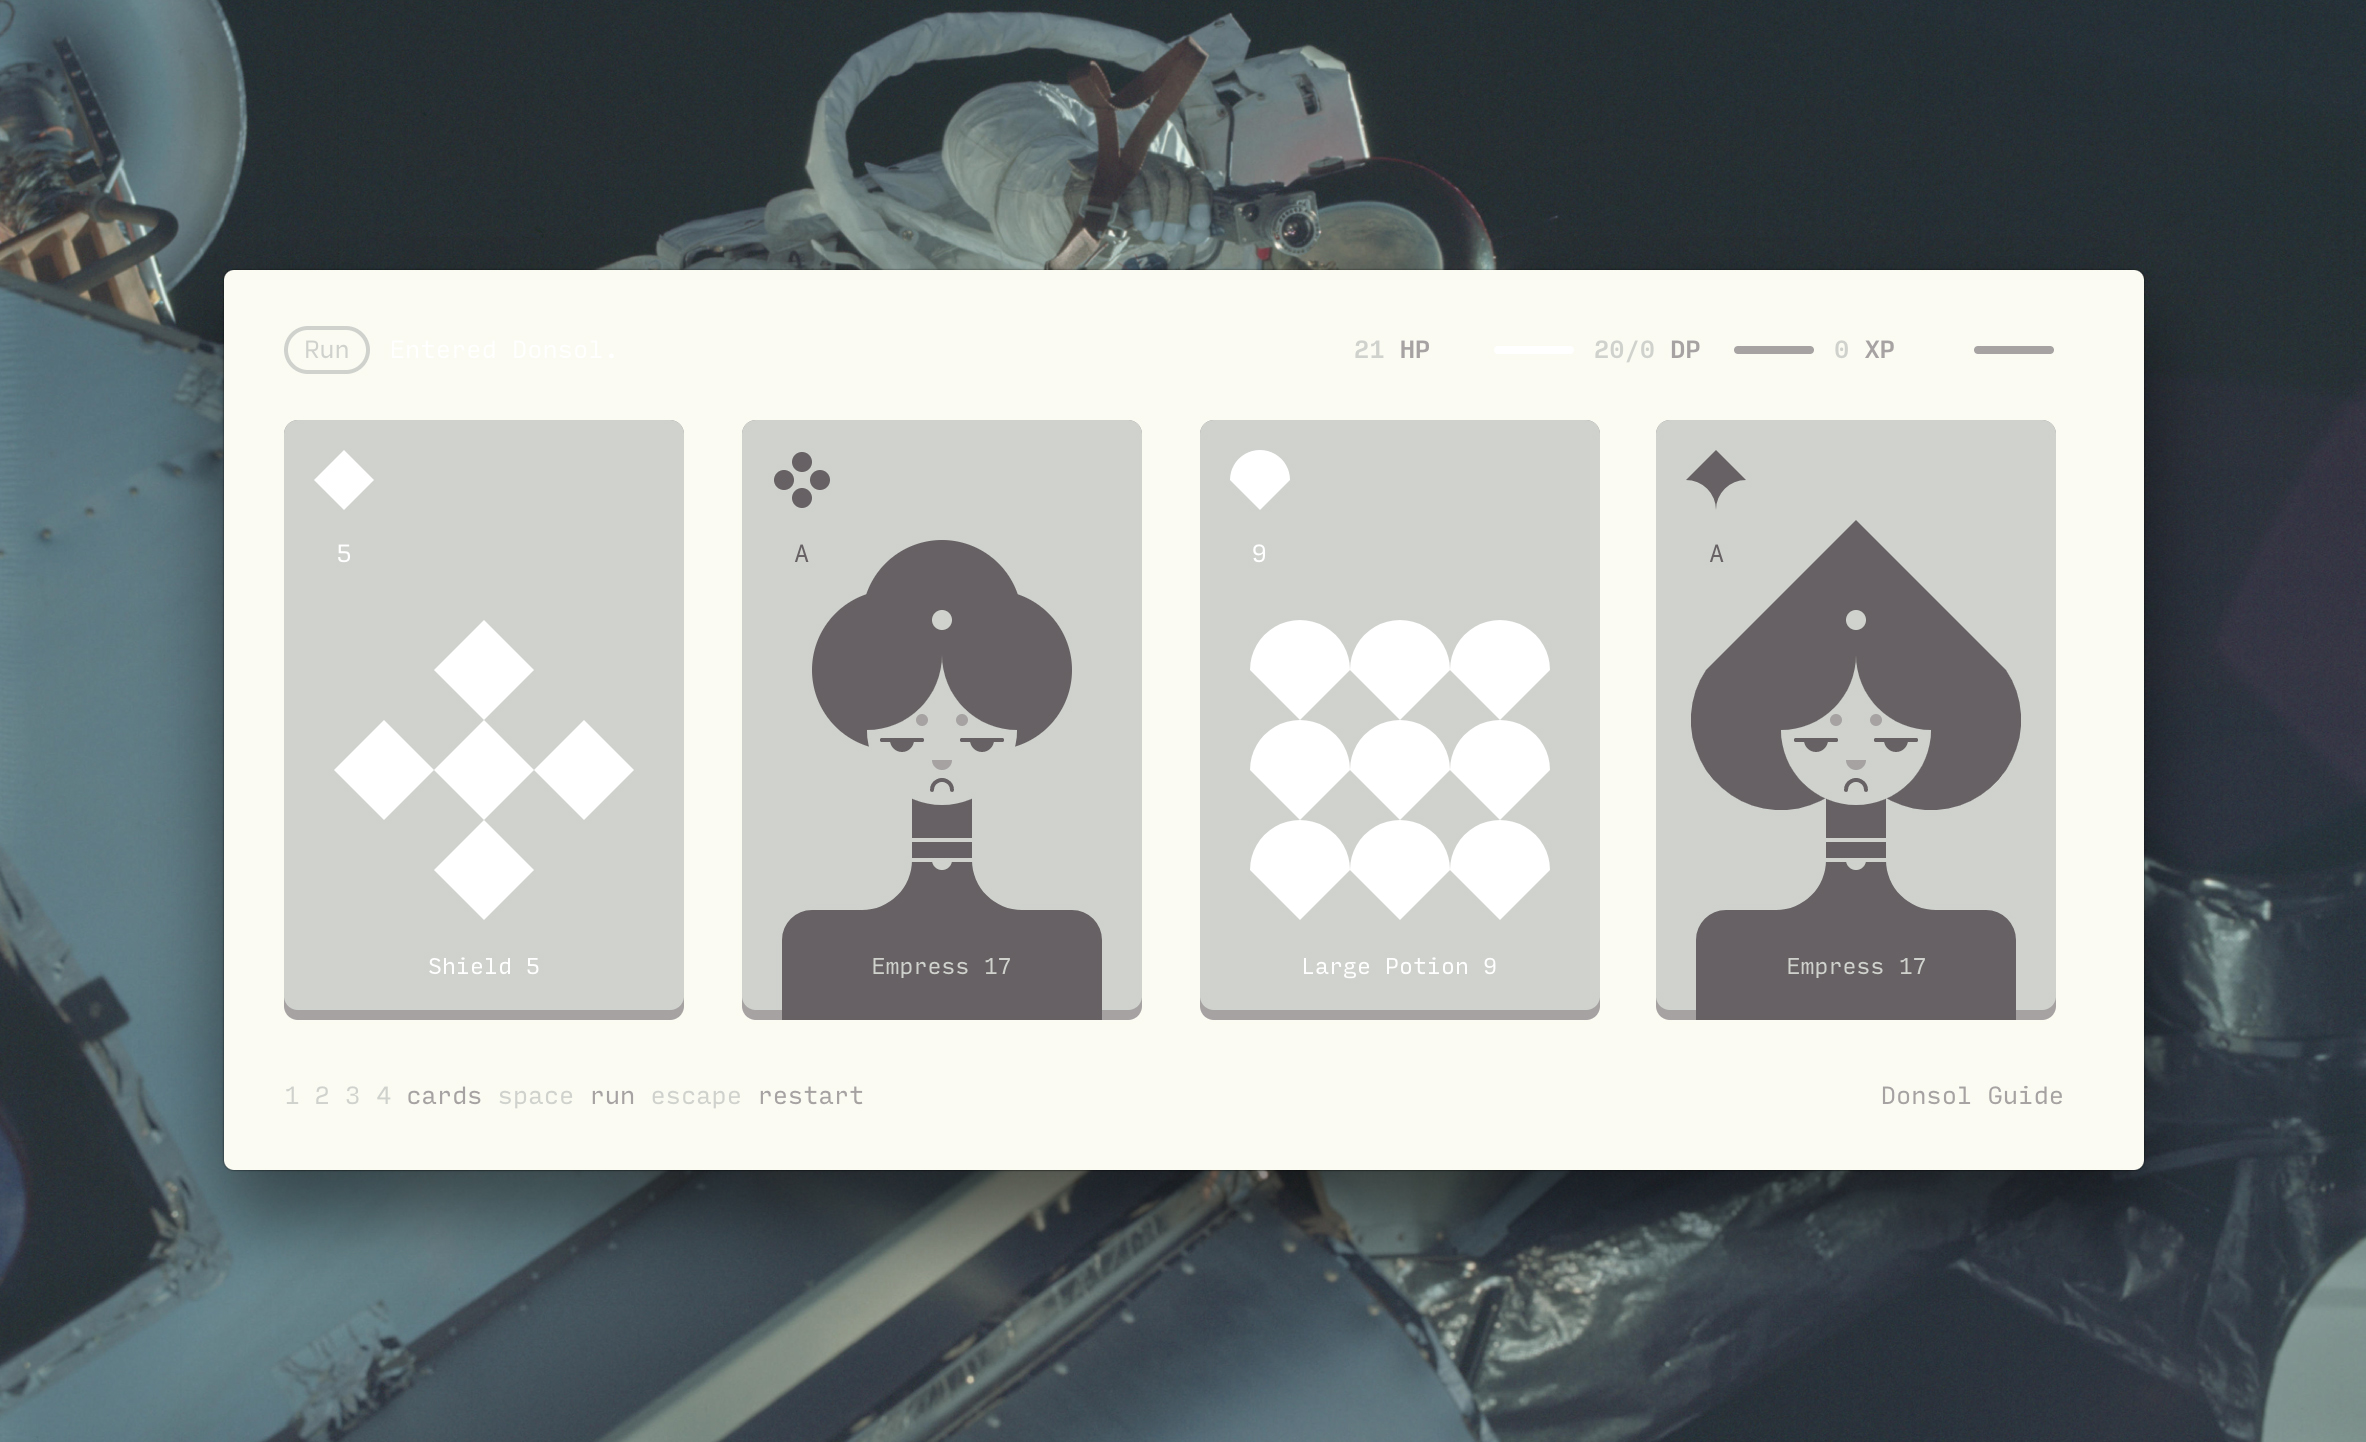 Run Entered Donsol. 21 HP 20/0 DP 0 XP
5 A 9 A
Shield 5 Empress 17 Large Potion 9 Empress 17
1 2 3 4 cards space run escape restart Donsol Guide